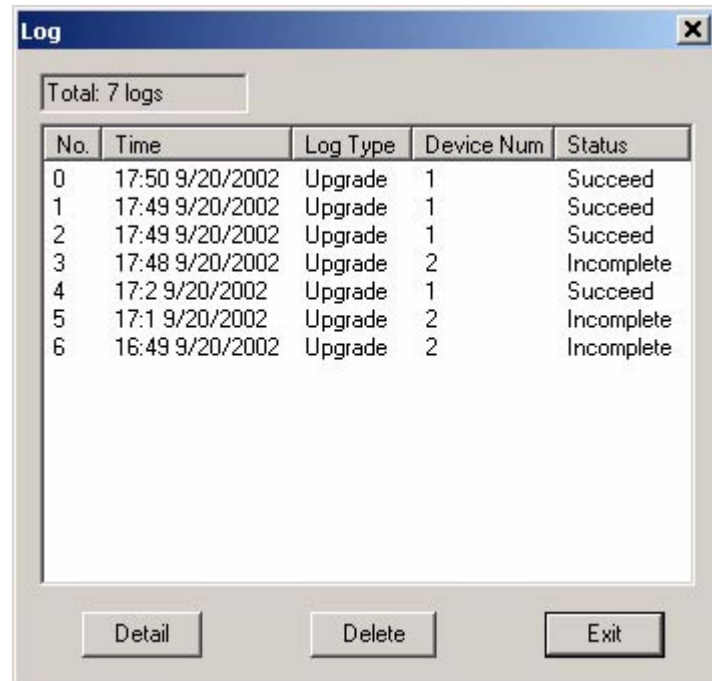 Log
Total: 7 logs
No. Time Log Type Device Num Status
0 17:50 9/20/2002 Upgrade 1 Succeed
1 17:49 9/20/2002 Upgrade 1 Succeed
2 17:49 9/20/2002 Upgrade 1 Succeed
3 17:48 9/20/2002 Upgrade 2 Incomplete
4 17:2 9/20/2002 Upgrade 1 Succeed
5 17:1 9/20/2002 Upgrade 2 Incomplete
6 16:49 9/20/2002 Upgrade 2 Incomplete
Detail Delete Exit